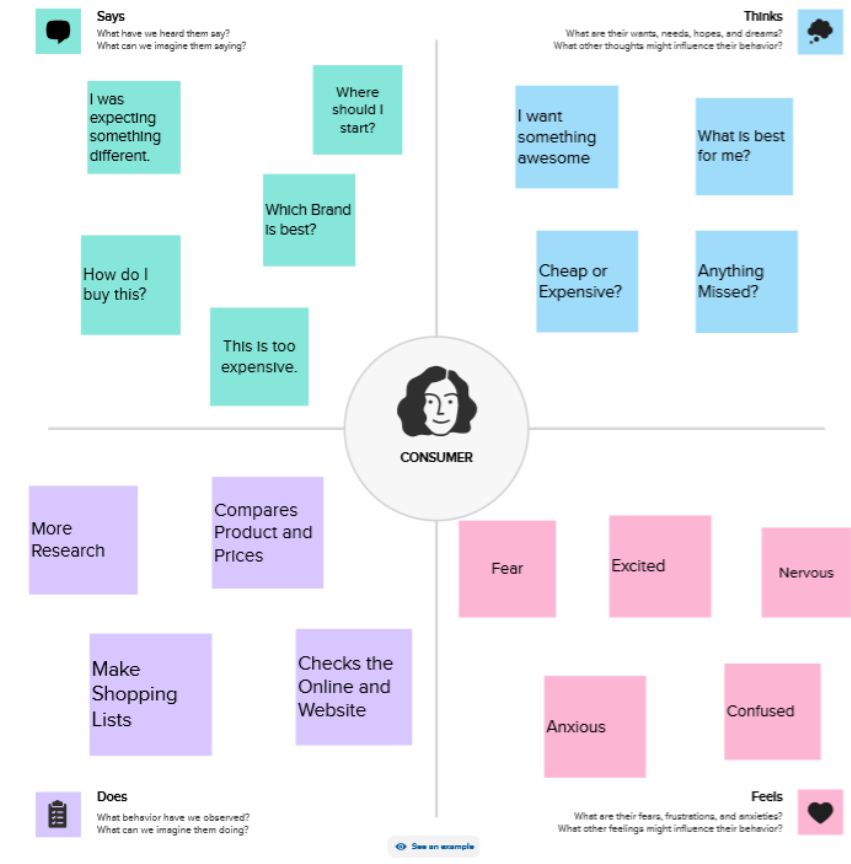 Says
What have we heard them say?
What can we imagine them saying?
Thinks
What are their wants, needs, hopes, and dreams?
What other thoughts might influence their behavior?
I was
expecting
something
different.
Where
should I
start?
Which Brand
is best?
How do I
buy this?
This is too
expensive.
I want
something
awesome
What is best
for me?
Cheap or
Expensive?
Anything
Missed?
CONSUMER
More
Research
Compares
Product and
Prices
Make
Shopping
Lists
Checks the
Online and
Website
Fear
Excited
Nervous
Anxious
Confused
Does
What behavior have we observed?
What can we imagine them doing?
Feels
What are their fears, frustrations, and anxieties?
What other feelings might influence their behavior?
See an example